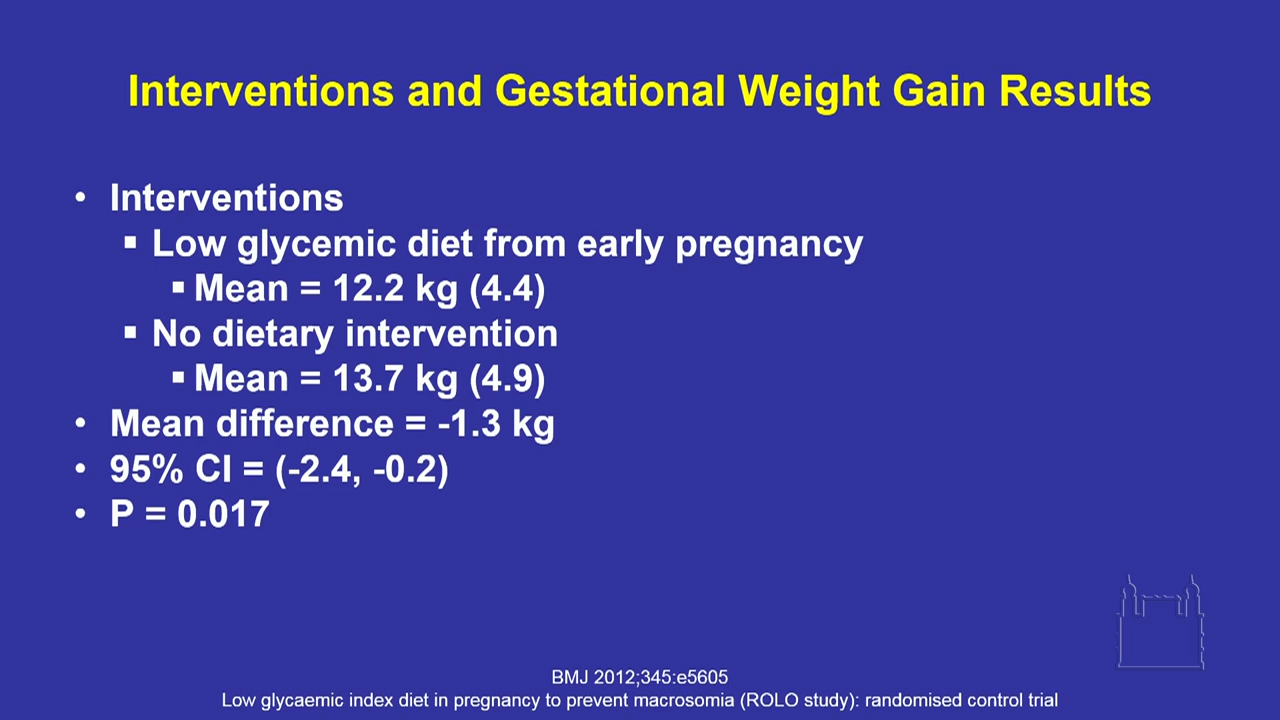 Interventions and Gestational Weight Gain Results
• Interventions
▪ Low glycemic diet from early pregnancy
▪ Mean = 12.2 kg (4.4)
▪ No dietary intervention
▪ Mean = 13.7 kg (4.9)
• Mean difference = -1.3 kg
• 95% CI = (-2.4, -0.2)
• P = 0.017
BMJ 2012;345:e5605
Low glycaemic index diet in pregnancy to prevent macrosomia (ROLO study): randomised control trial